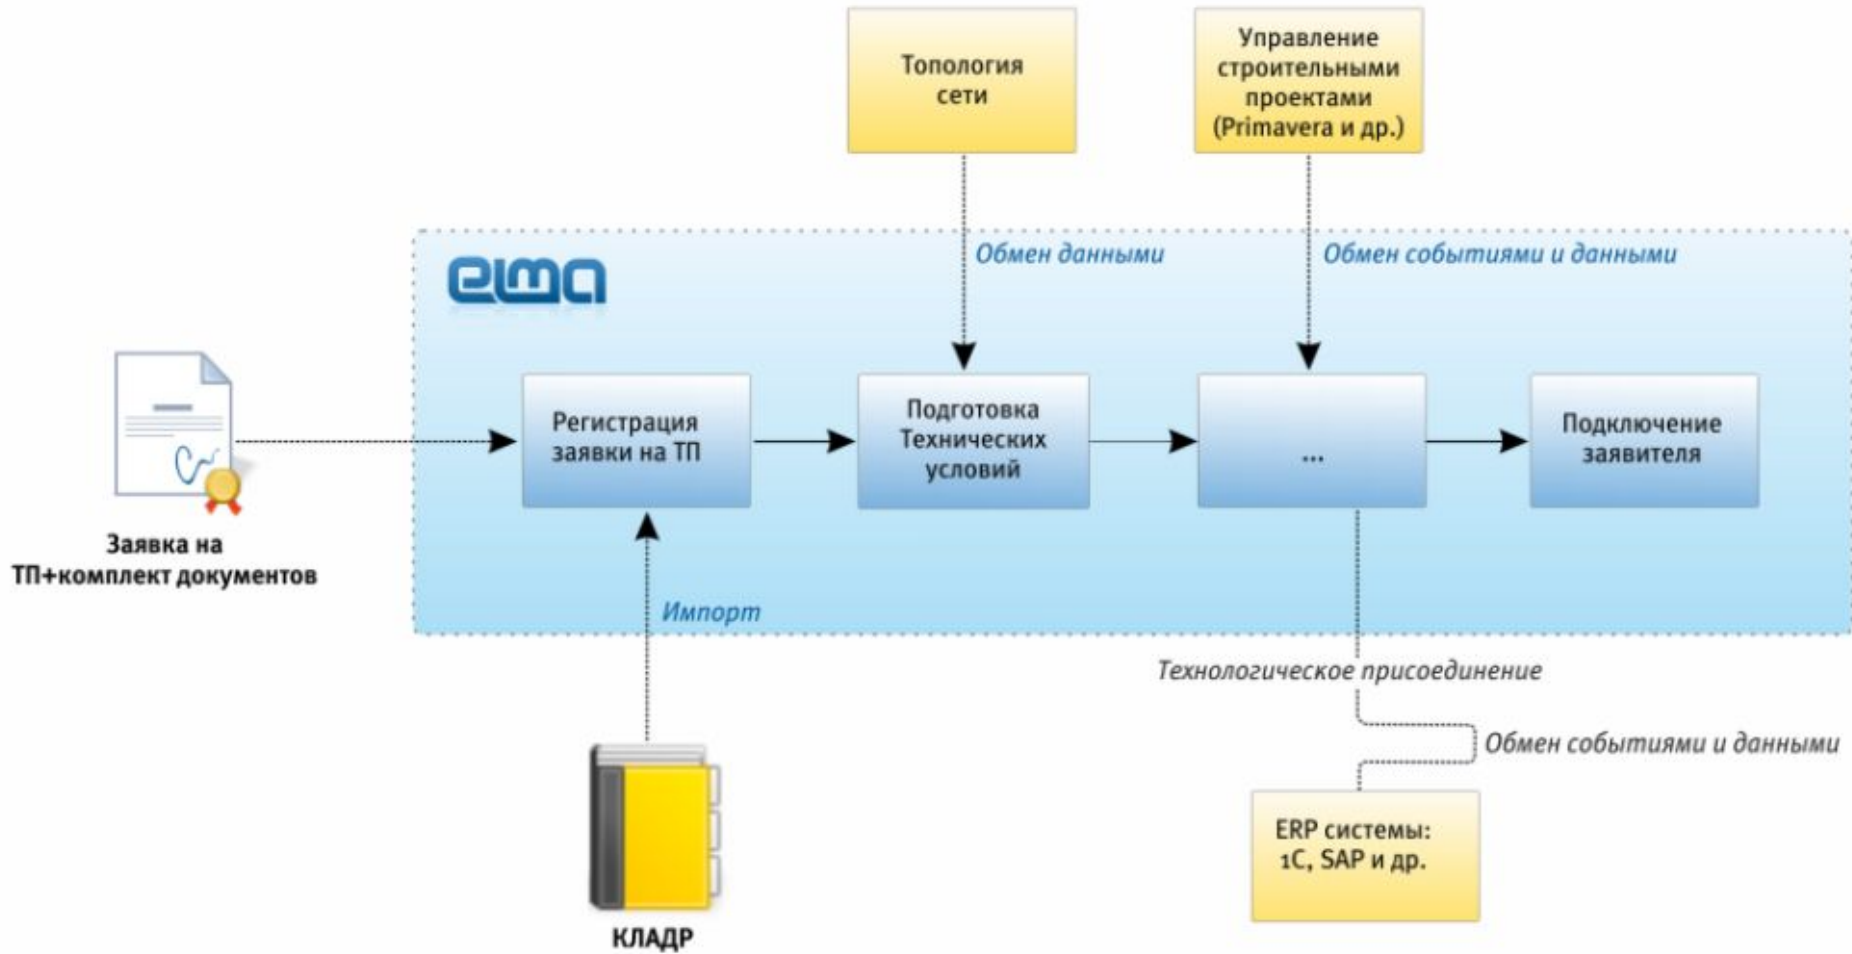 Топология
сети
Управление
строительными
проектами
(Primavera и др.)
Обмен данными
Обмен событиями и данными
elma
Регистрация
заявки на ТП
Подготовка
Технических
условий
...
Подключение
заявителя
Заявка на
ТП+комплект документов
Импорт
Технологическое присоединение
Обмен событиями и данными
ERP системы:
1С, SAP и др.
КЛАДР